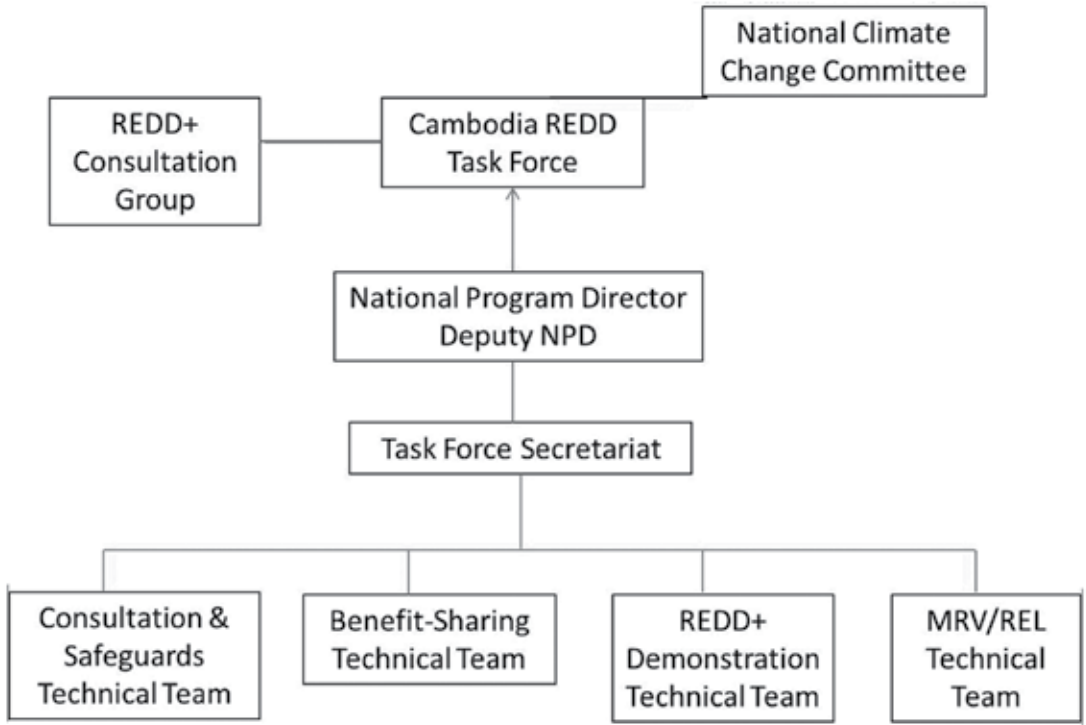 National Climate
Change Committee
REDD+
Consultation
Group
Cambodia REDD
Task Force
National Program Director
Deputy NPD
Task Force Secretariat
Consultation &
Safeguards
Technical Team
Benefit-Sharing
Technical Team
REDD+
Demonstration
Technical Team
MRV/REL
Technical
Team